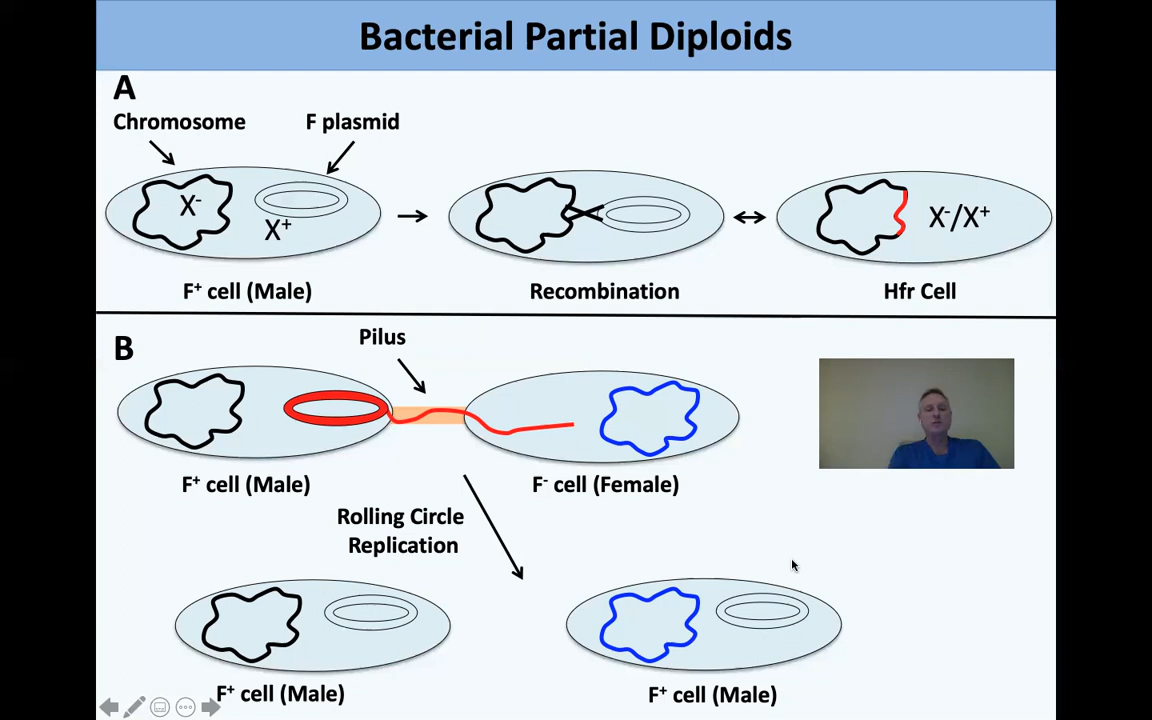 Bacterial Partial Diploids
A
Chromosome
F plasmid
X⁻
X⁺
X⁻/X⁺
F⁺ cell (Male)
Recombination
Hfr Cell
B
Pilus
F⁺ cell (Male)
F⁻ cell (Female)
Rolling Circle
Replication
F⁺ cell (Male)
F⁺ cell (Male)